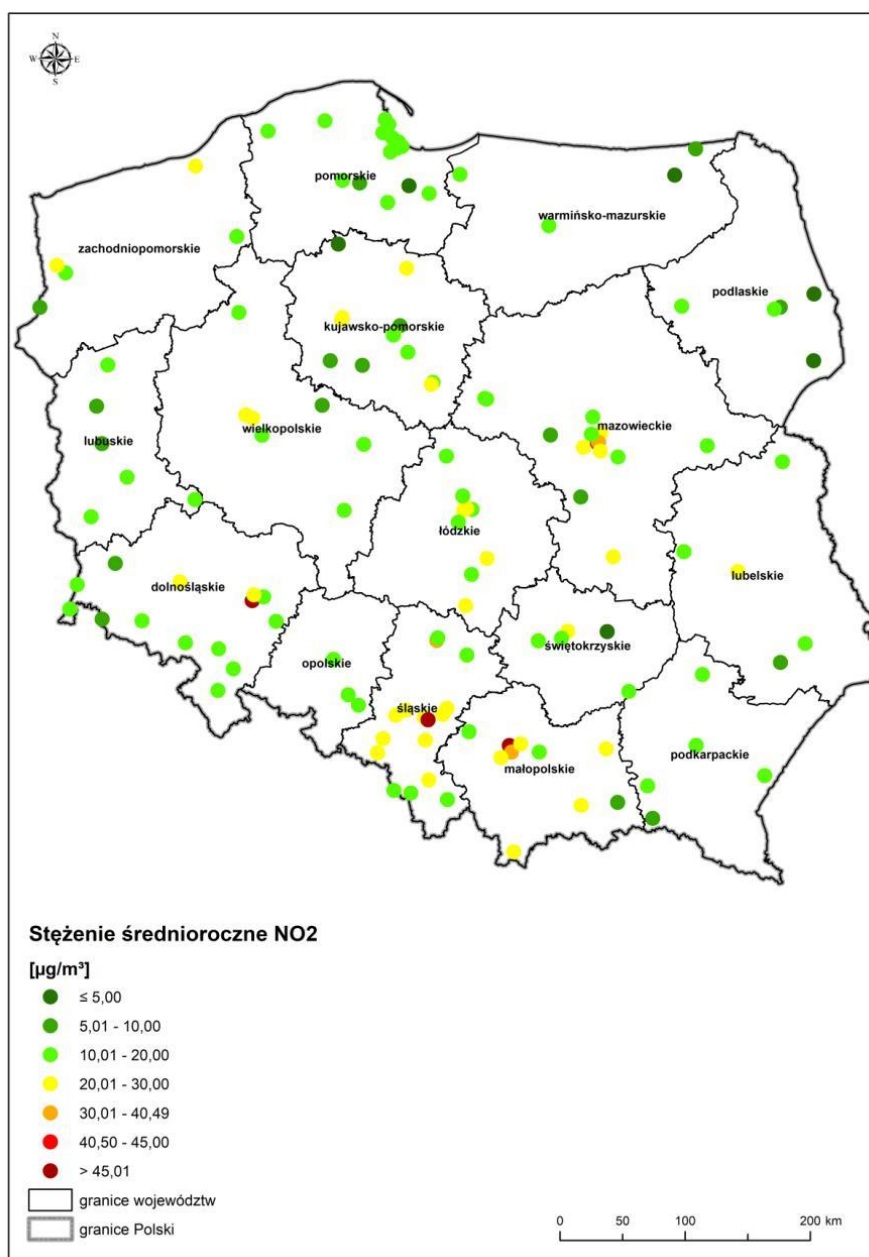 N
W E
S
pomorskie
warmińsko-mazurskie
zachodniopomorskie
podlaskie
kujawsko-pomorskie
mazowieckie
wielkopolskie
lubuskie
łódzkie
lubelskie
dolnośląskie
świętokrzyskie
opolskie
śląskie
podkarpackie
małopolskie
Stężenie średnioroczne NO2
[µg/m³]
≤ 5,00
5,01 - 10,00
10,01 - 20,00
20,01 - 30,00
30,01 - 40,49
40,50 - 45,00
> 45,01
granice województw
granice Polski
0 50 100 200 km